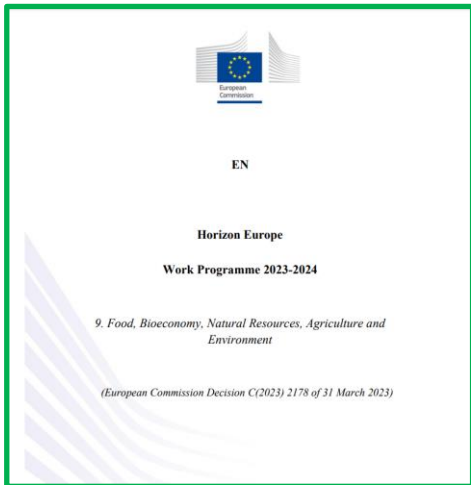 European
Commission
EN
Horizon Europe
Work Programme 2023-2024
9. Food, Bioeconomy, Natural Resources, Agriculture and
Environment
(European Commission Decision C(2023) 2178 of 31 March 2023)